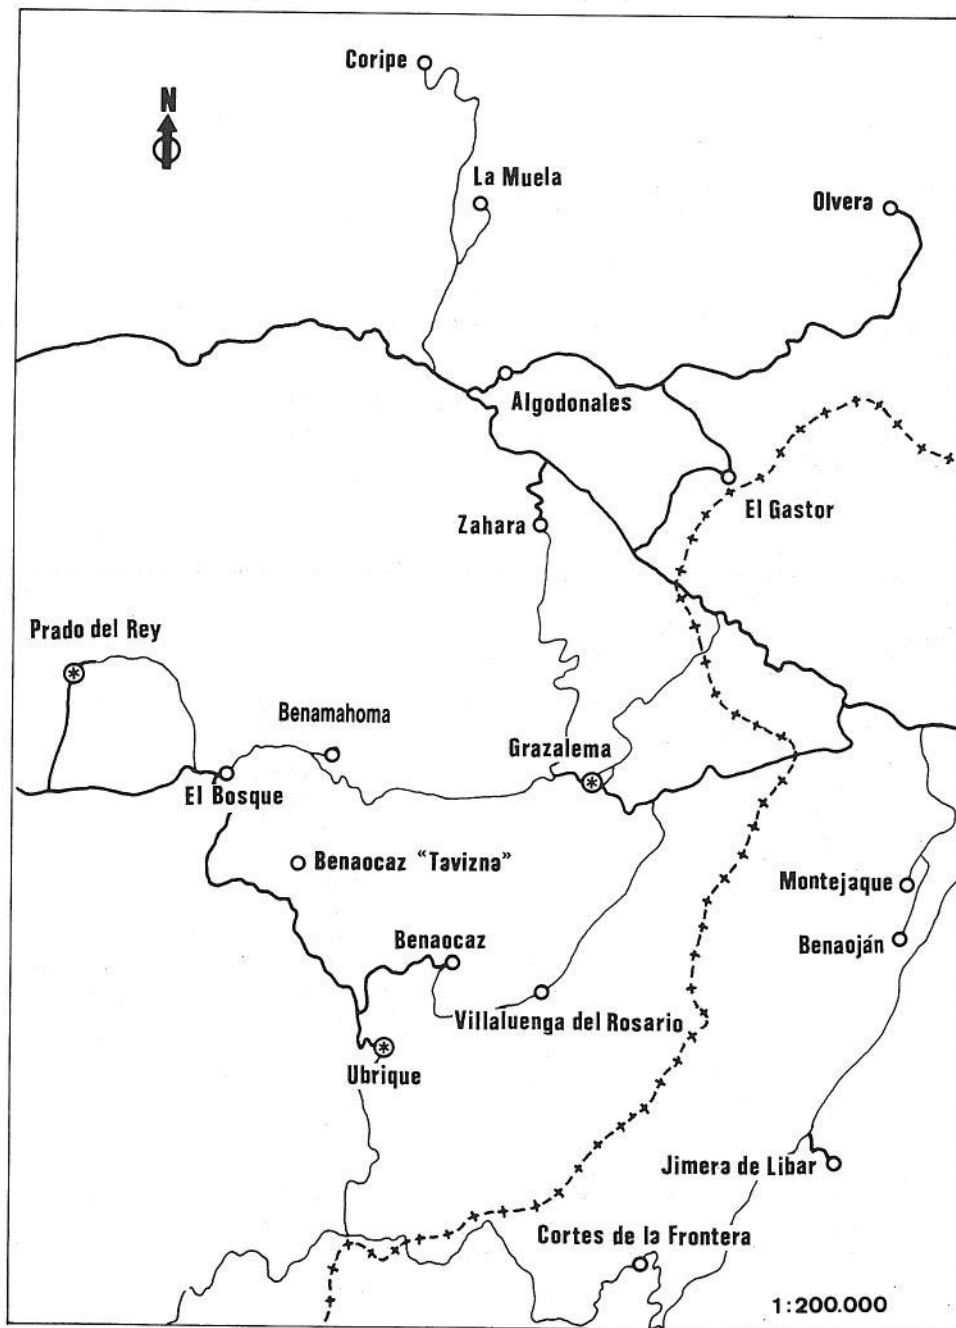 Coripe
N
La Muela
Olvera
Algodonales
El Gastor
Zahara
Prado del Rey
Benamahoma
Grazalema
El Bosque
Benaocaz "Tavizna"
Montejaque
Benaocaz
Benaoján
Villaluenga del Rosario
Ubrique
Jimera de Libar
Cortes de la Frontera
1:200.000